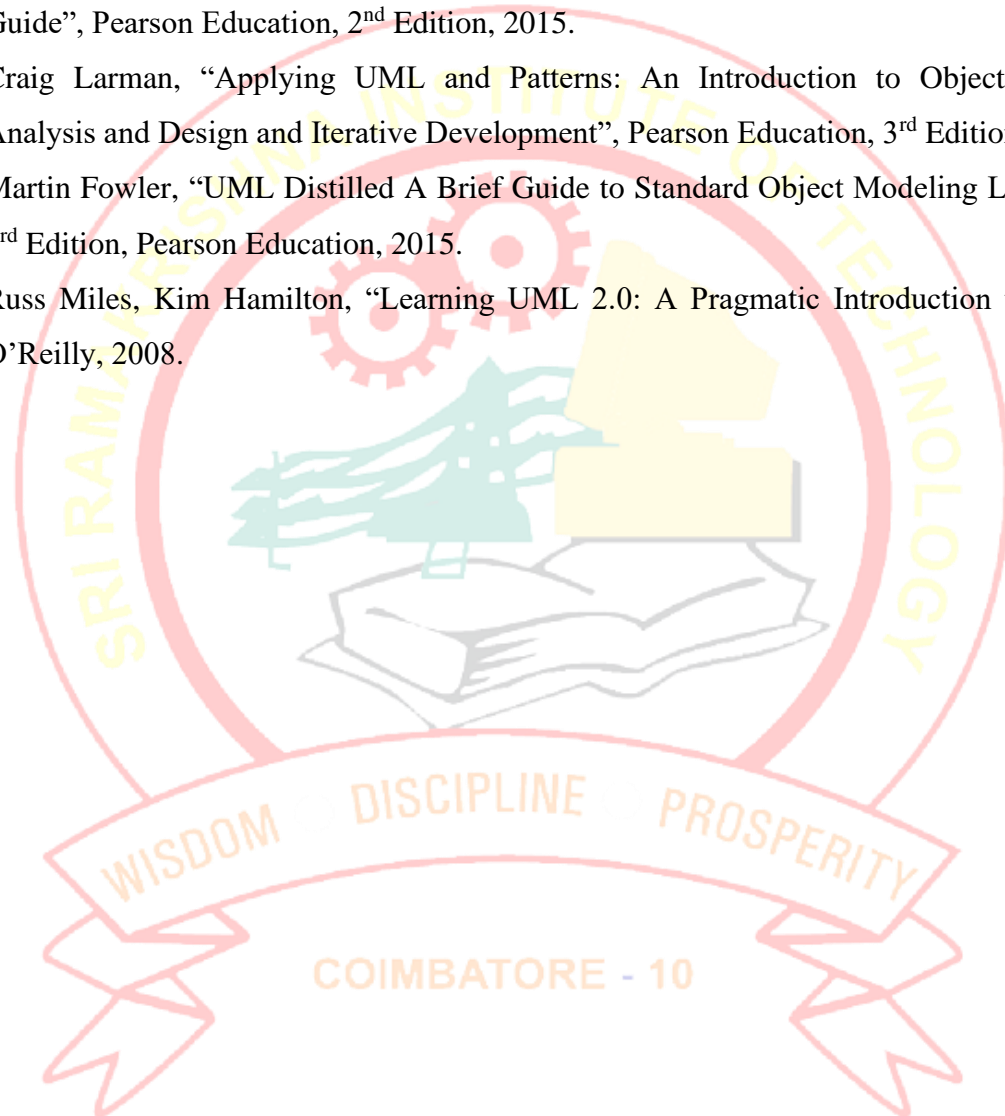 Guide”, Pearson Education, 2nd Edition, 2015.
Craig Larman, “Applying UML and Patterns: An Introduction to Object
Analysis and Design and Iterative Development”, Pearson Education, 3rd Edition
Martin Fowler, “UML Distilled A Brief Guide to Standard Object Modeling L
rd Edition, Pearson Education, 2015.
Russ Miles, Kim Hamilton, “Learning UML 2.0: A Pragmatic Introduction
O’Reilly, 2008.
SRI RAMAKRISHNA INSTITUTE OF TECHNOLOGY
WISDOM DISCIPLINE PROSPERITY
COIMBATORE - 10